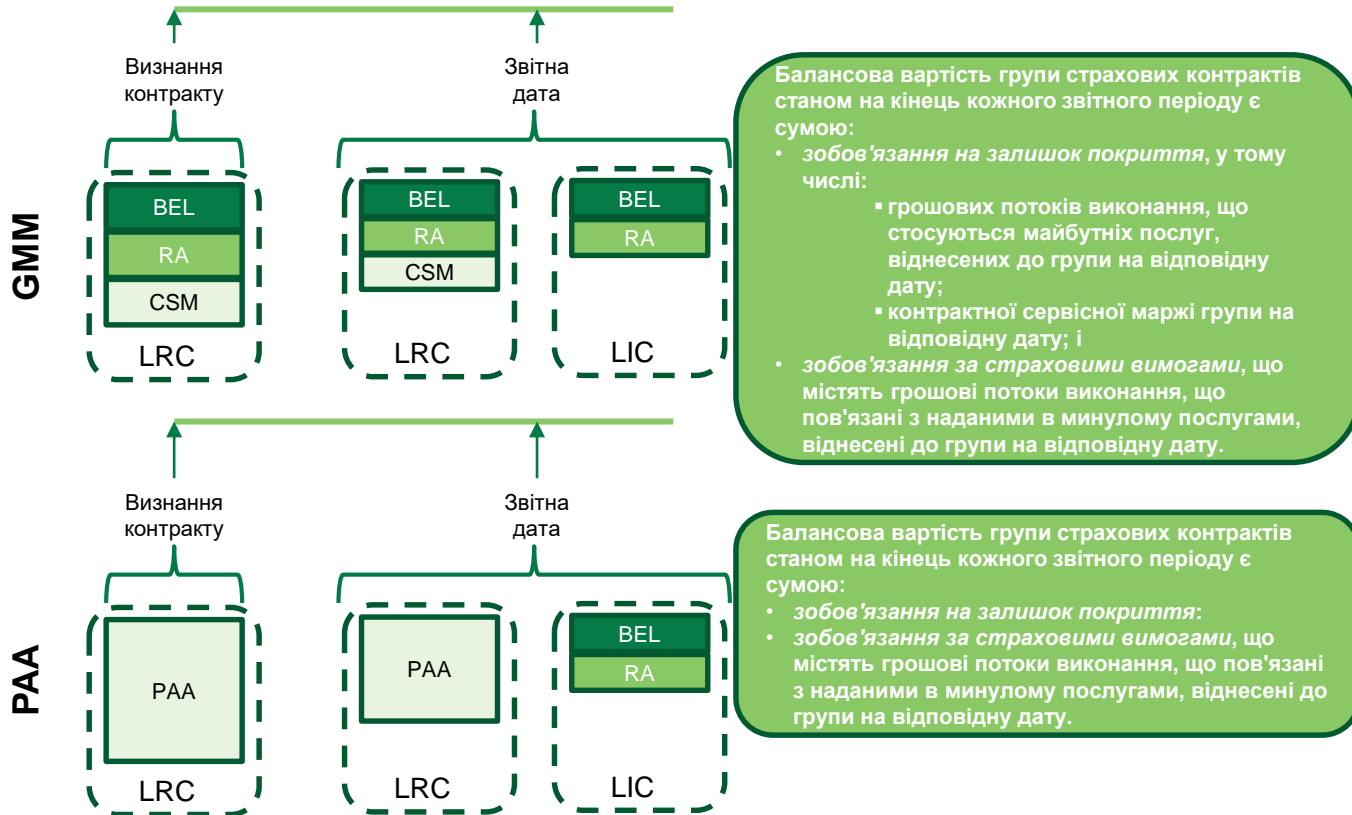 GMM
Визнання
контракту
Звітна
дата
BEL
RA
CSM
LRC
BEL
RA
CSM
LRC
BEL
RA
LIC
Балансова вартість групи страхових контрактів
станом на кінець кожного звітного періоду є
сумою:
• зобов'язання на залишок покриття, у тому
числі:
▪ грошових потоків виконання, що
стосуються майбутніх послуг,
віднесених до групи на відповідну
дату;
▪ контрактної сервісної маржі групи на
відповідну дату; і
• зобов'язання за страховими вимогами, що
містять грошові потоки виконання, що
пов'язані з наданими в минулому послугами,
віднесені до групи на відповідну дату.
PAA
Визнання
контракту
Звітна
дата
PAA
LRC
PAA
LRC
BEL
RA
LIC
Балансова вартість групи страхових контрактів
станом на кінець кожного звітного періоду є
сумою:
• зобов'язання на залишок покриття:
• зобов'язання за страховими вимогами, що
містять грошові потоки виконання, що пов'язані
з наданими в минулому послугами, віднесені до
групи на відповідну дату.